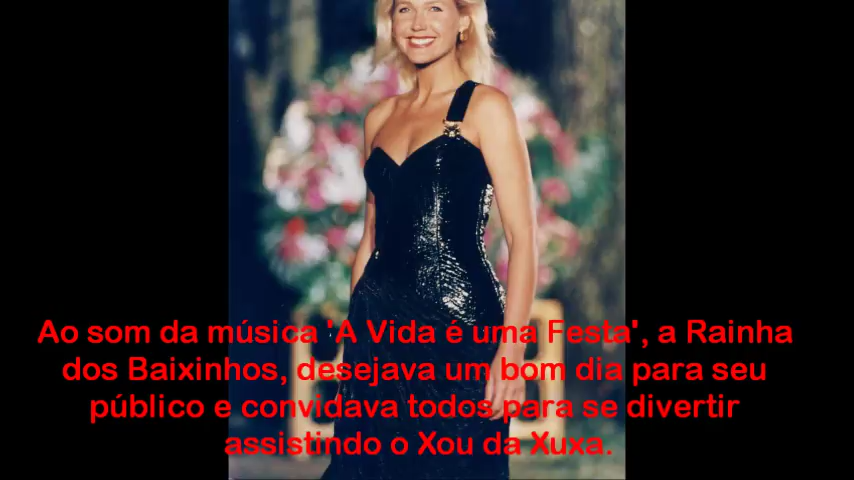 Ao som da música 'A Vida é uma Festa', a Rainha
dos Baixinhos, desejava um bom dia para seu
público e convidava todos para se divertir
assistindo o Xou da Xuxa.